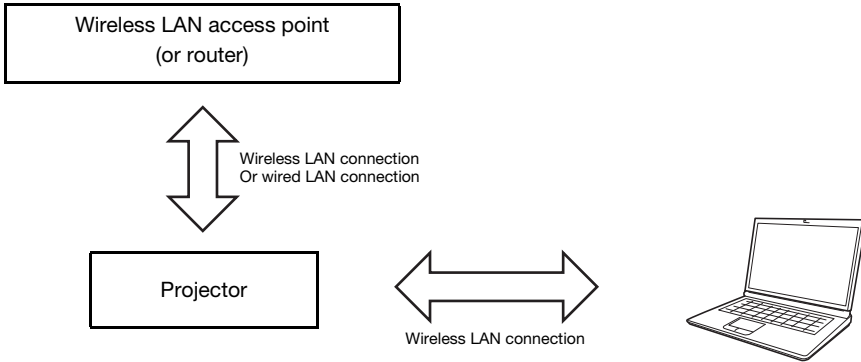 Wireless LAN access point
(or router)
Wireless LAN connection
Or wired LAN connection
Projector
Wireless LAN connection